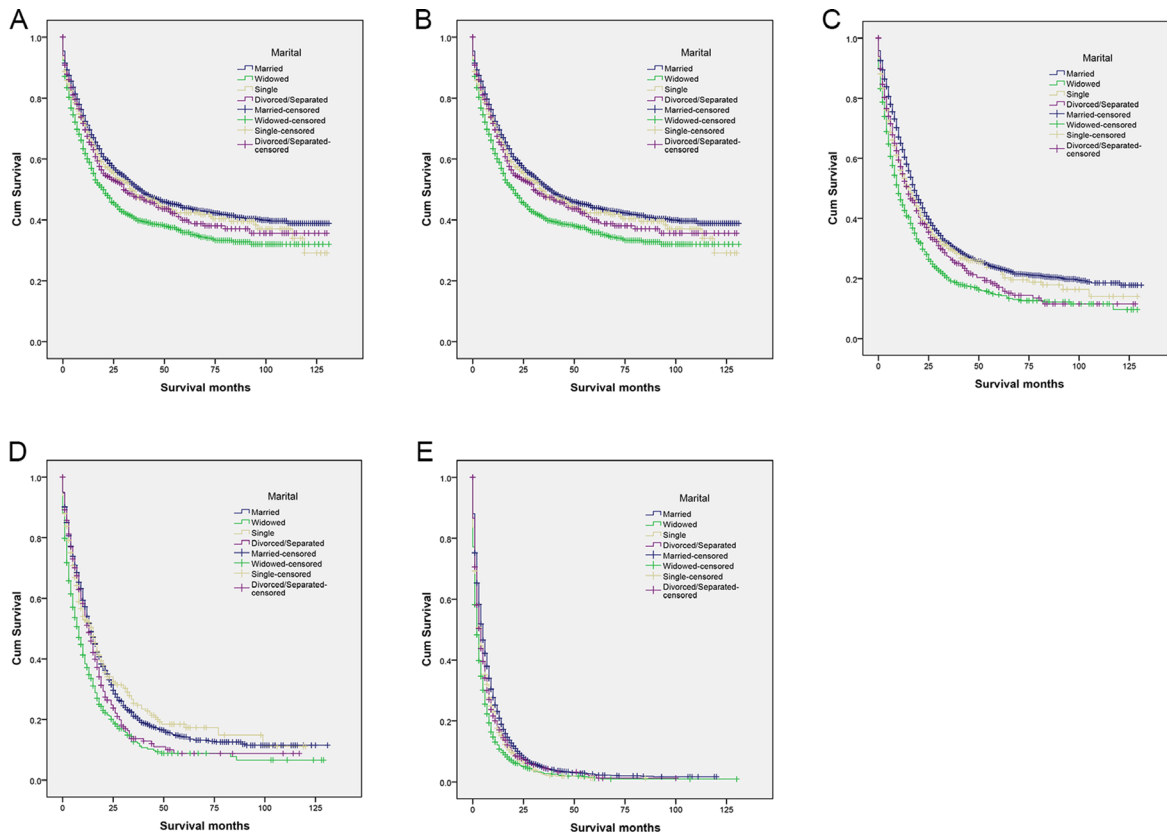 A
Cum Survival
1.0
0.8
0.6
0.4
0.2
0.0
Marital
Married
Widowed
Single
Divorced/Separated
Married-censored
Widowed-censored
Single-censored
Divorced/Separated-
censored
0 25 50 75 100 125
Survival months
B
Cum Survival
1.0
0.8
0.6
0.4
0.2
0.0
Marital
Married
Widowed
Single
Divorced/Separated
Married-censored
Widowed-censored
Single-censored
Divorced/Separated-
censored
0 25 50 75 100 125
Survival months
C
Cum Survival
1.0
0.8
0.6
0.4
0.2
0.0
Marital
Married
Widowed
Single
Divorced/Separated
Married-censored
Widowed-censored
Single-censored
Divorced/Separated-
censored
0 25 50 75 100 125
Survival months
D
Cum Survival
1.0
0.8
0.6
0.4
0.2
0.0
Marital
Married
Widowed
Single
Divorced/Separated
Married-censored
Widowed-censored
Single-censored
Divorced/Separated-
censored
0 25 50 75 100 125
Survival months
E
Cum Survival
1.0
0.8
0.6
0.4
0.2
0.0
Marital
Married
Widowed
Single
Divorced/Separated
Married-censored
Widowed-censored
Single-censored
Divorced/Separated-
censored
0 25 50 75 100 125
Survival months